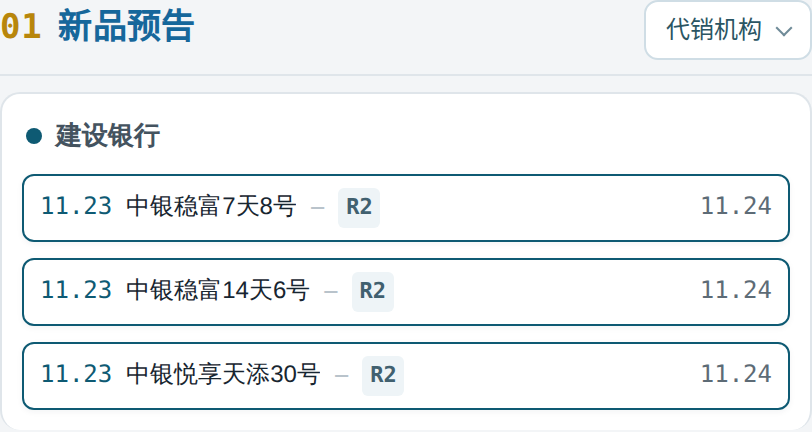 01 新品预告 代销机构
建设银行
11.23 中银稳富7天8号 — R2 11.24
11.23 中银稳富14天6号 — R2 11.24
11.23 中银悦享天添30号 — R2 11.24